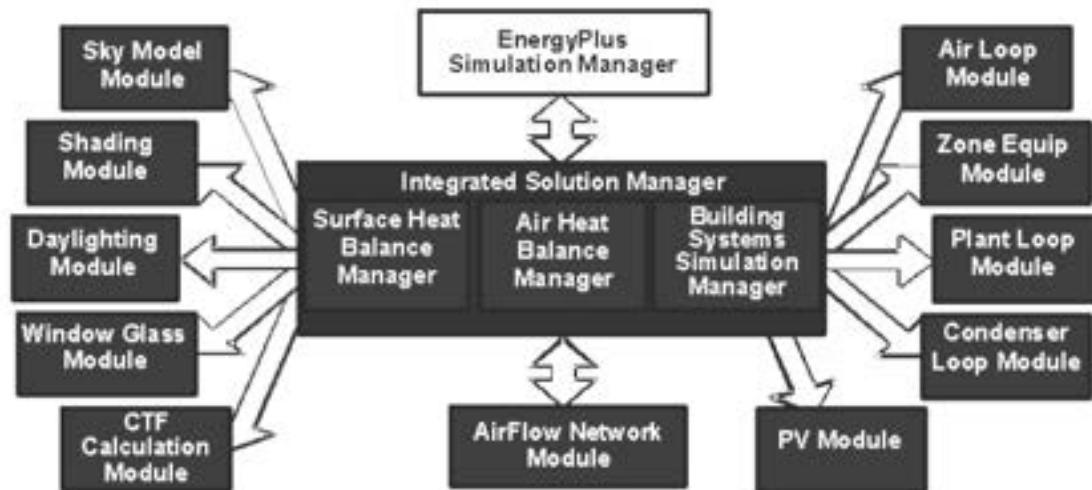 Sky Model
Module
EnergyPlus
Simulation Manager
Air Loop
Module
Shading
Module
Zone Equip
Module
Integrated Solution Manager
Surface Heat
Balance
Manager
Air Heat
Balance
Manager
Building
Systems
Simulation
Manager
Daylighting
Module
Plant Loop
Module
Window Glass
Module
Condenser
Loop Module
CTF
Calculation
Module
AirFlow Network
Module
PV Module